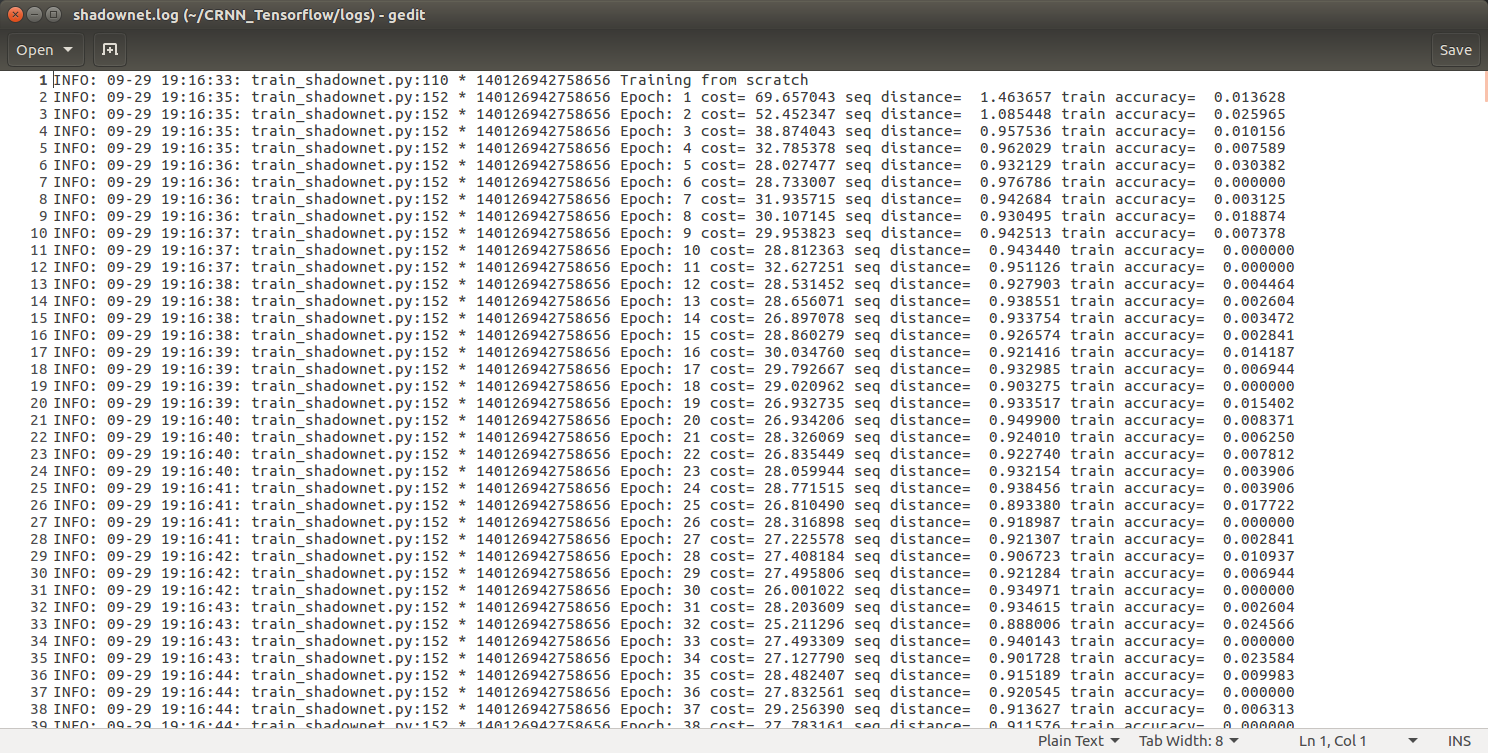 shadownet.log (~/CRNN_Tensorflow/logs) - gedit
Open
Save
1 INFO: 09-29 19:16:33: train_shadownet.py:110 * 140126942758656 Training from scratch
2 INFO: 09-29 19:16:35: train_shadownet.py:152 * 140126942758656 Epoch: 1 cost= 69.657043 seq distance= 1.463657 train accuracy= 0.013628
3 INFO: 09-29 19:16:35: train_shadownet.py:152 * 140126942758656 Epoch: 2 cost= 52.452347 seq distance= 1.085448 train accuracy= 0.025965
4 INFO: 09-29 19:16:35: train_shadownet.py:152 * 140126942758656 Epoch: 3 cost= 38.874043 seq distance= 0.957536 train accuracy= 0.010156
5 INFO: 09-29 19:16:35: train_shadownet.py:152 * 140126942758656 Epoch: 4 cost= 32.785378 seq distance= 0.962029 train accuracy= 0.007589
6 INFO: 09-29 19:16:36: train_shadownet.py:152 * 140126942758656 Epoch: 5 cost= 28.027477 seq distance= 0.932129 train accuracy= 0.030382
7 INFO: 09-29 19:16:36: train_shadownet.py:152 * 140126942758656 Epoch: 6 cost= 28.733007 seq distance= 0.976786 train accuracy= 0.000000
8 INFO: 09-29 19:16:36: train_shadownet.py:152 * 140126942758656 Epoch: 7 cost= 31.935715 seq distance= 0.942684 train accuracy= 0.003125
9 INFO: 09-29 19:16:36: train_shadownet.py:152 * 140126942758656 Epoch: 8 cost= 30.107145 seq distance= 0.930495 train accuracy= 0.018874
10 INFO: 09-29 19:16:37: train_shadownet.py:152 * 140126942758656 Epoch: 9 cost= 29.953823 seq distance= 0.942513 train accuracy= 0.007378
11 INFO: 09-29 19:16:37: train_shadownet.py:152 * 140126942758656 Epoch: 10 cost= 28.812363 seq distance= 0.943440 train accuracy= 0.000000
12 INFO: 09-29 19:16:37: train_shadownet.py:152 * 140126942758656 Epoch: 11 cost= 32.627251 seq distance= 0.951126 train accuracy= 0.000000
13 INFO: 09-29 19:16:38: train_shadownet.py:152 * 140126942758656 Epoch: 12 cost= 28.531452 seq distance= 0.927903 train accuracy= 0.004464
14 INFO: 09-29 19:16:38: train_shadownet.py:152 * 140126942758656 Epoch: 13 cost= 28.656071 seq distance= 0.938551 train accuracy= 0.002604
15 INFO: 09-29 19:16:38: train_shadownet.py:152 * 140126942758656 Epoch: 14 cost= 26.897078 seq distance= 0.933754 train accuracy= 0.003472
16 INFO: 09-29 19:16:38: train_shadownet.py:152 * 140126942758656 Epoch: 15 cost= 28.860279 seq distance= 0.926574 train accuracy= 0.002841
17 INFO: 09-29 19:16:39: train_shadownet.py:152 * 140126942758656 Epoch: 16 cost= 30.034760 seq distance= 0.921416 train accuracy= 0.014187
18 INFO: 09-29 19:16:39: train_shadownet.py:152 * 140126942758656 Epoch: 17 cost= 29.792667 seq distance= 0.932985 train accuracy= 0.006944
19 INFO: 09-29 19:16:39: train_shadownet.py:152 * 140126942758656 Epoch: 18 cost= 29.020962 seq distance= 0.903275 train accuracy= 0.000000
20 INFO: 09-29 19:16:39: train_shadownet.py:152 * 140126942758656 Epoch: 19 cost= 26.932735 seq distance= 0.933517 train accuracy= 0.015402
21 INFO: 09-29 19:16:40: train_shadownet.py:152 * 140126942758656 Epoch: 20 cost= 26.934206 seq distance= 0.949900 train accuracy= 0.008371
22 INFO: 09-29 19:16:40: train_shadownet.py:152 * 140126942758656 Epoch: 21 cost= 28.326069 seq distance= 0.924010 train accuracy= 0.006250
23 INFO: 09-29 19:16:40: train_shadownet.py:152 * 140126942758656 Epoch: 22 cost= 26.835449 seq distance= 0.922740 train accuracy= 0.007812
24 INFO: 09-29 19:16:40: train_shadownet.py:152 * 140126942758656 Epoch: 23 cost= 28.059944 seq distance= 0.932154 train accuracy= 0.003906
25 INFO: 09-29 19:16:41: train_shadownet.py:152 * 140126942758656 Epoch: 24 cost= 28.771515 seq distance= 0.938456 train accuracy= 0.003906
26 INFO: 09-29 19:16:41: train_shadownet.py:152 * 140126942758656 Epoch: 25 cost= 26.810490 seq distance= 0.893380 train accuracy= 0.017722
27 INFO: 09-29 19:16:41: train_shadownet.py:152 * 140126942758656 Epoch: 26 cost= 28.316898 seq distance= 0.918987 train accuracy= 0.000000
28 INFO: 09-29 19:16:41: train_shadownet.py:152 * 140126942758656 Epoch: 27 cost= 27.225578 seq distance= 0.921307 train accuracy= 0.002841
29 INFO: 09-29 19:16:42: train_shadownet.py:152 * 140126942758656 Epoch: 28 cost= 27.408184 seq distance= 0.906723 train accuracy= 0.010937
30 INFO: 09-29 19:16:42: train_shadownet.py:152 * 140126942758656 Epoch: 29 cost= 27.495806 seq distance= 0.921284 train accuracy= 0.006944
31 INFO: 09-29 19:16:42: train_shadownet.py:152 * 140126942758656 Epoch: 30 cost= 26.001022 seq distance= 0.934971 train accuracy= 0.000000
32 INFO: 09-29 19:16:43: train_shadownet.py:152 * 140126942758656 Epoch: 31 cost= 28.203609 seq distance= 0.934615 train accuracy= 0.002604
33 INFO: 09-29 19:16:43: train_shadownet.py:152 * 140126942758656 Epoch: 32 cost= 25.211296 seq distance= 0.888006 train accuracy= 0.024566
34 INFO: 09-29 19:16:43: train_shadownet.py:152 * 140126942758656 Epoch: 33 cost= 27.493309 seq distance= 0.940143 train accuracy= 0.000000
35 INFO: 09-29 19:16:43: train_shadownet.py:152 * 140126942758656 Epoch: 34 cost= 27.127790 seq distance= 0.901728 train accuracy= 0.023584
36 INFO: 09-29 19:16:44: train_shadownet.py:152 * 140126942758656 Epoch: 35 cost= 28.482407 seq distance= 0.915189 train accuracy= 0.009983
37 INFO: 09-29 19:16:44: train_shadownet.py:152 * 140126942758656 Epoch: 36 cost= 27.832561 seq distance= 0.920545 train accuracy= 0.000000
38 INFO: 09-29 19:16:44: train_shadownet.py:152 * 140126942758656 Epoch: 37 cost= 29.256390 seq distance= 0.913627 train accuracy= 0.006313
39 INFO: 09-29 19:16:44: train_shadownet.py:152 * 140126942758656 Epoch: 38 cost= 27.783161 seq distance= 0.911576 train accuracy= 0.000000
Plain Text
Tab Width: 8
Ln 1, Col 1
INS